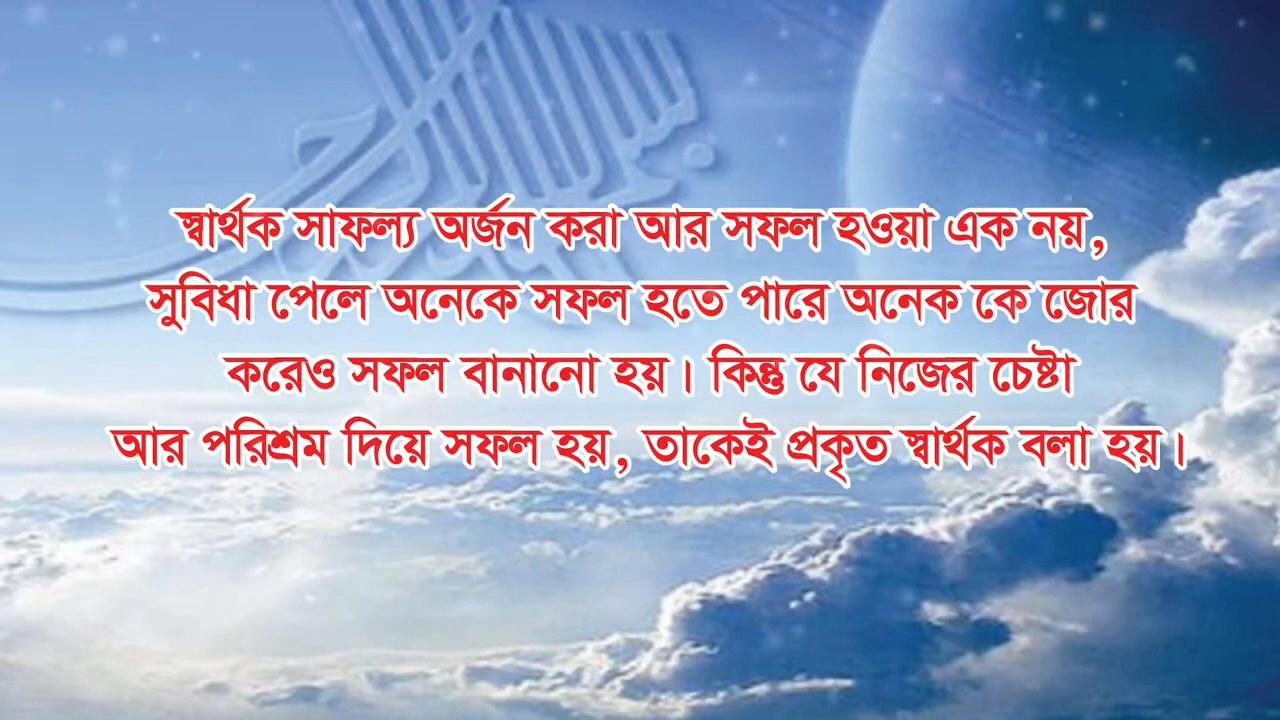 স্বার্থক সাফল্য অর্জন করা আর সফল হওয়া এক নয়,
সুবিধা পেলে অনেকে সফল হতে পারে অনেক কে জোর
করেও সফল বানানো হয়। কিন্তু যে নিজের চেষ্টা
আর পরিশ্রম দিয়ে সফল হয়, তাকেই প্রকৃত স্বার্থক বলা হয়।